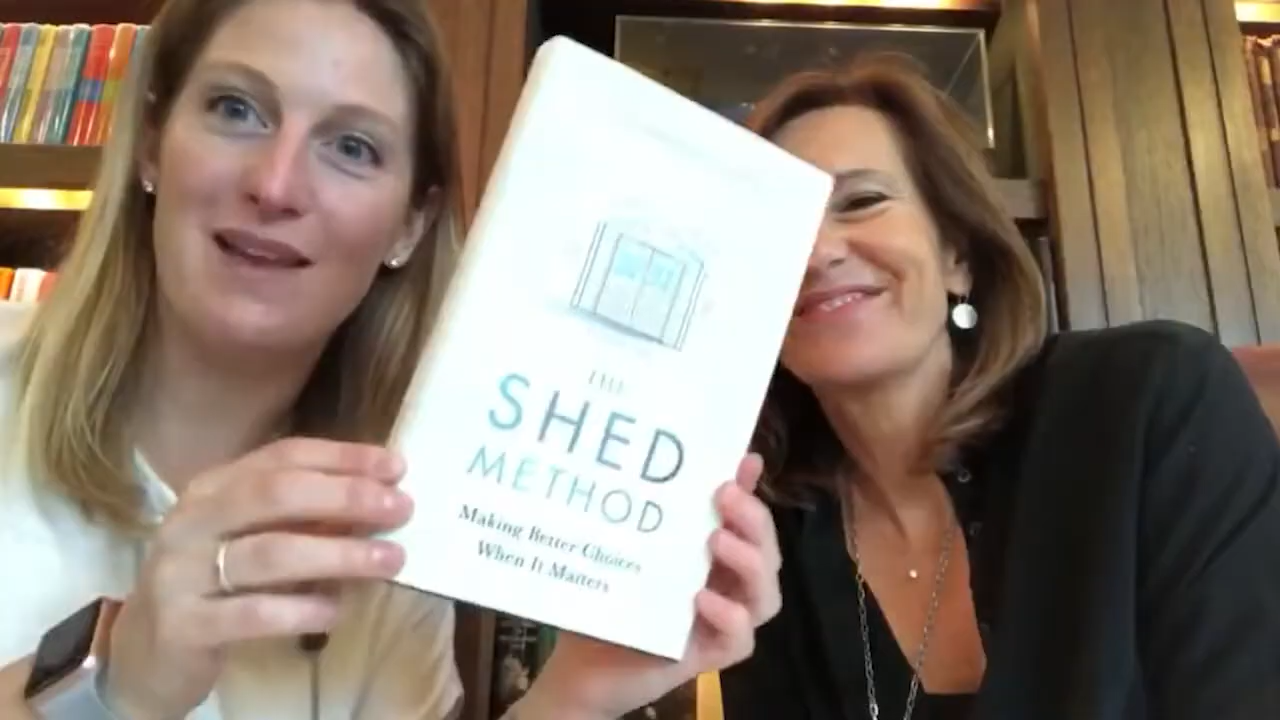 THE
SHED
METHOD
Making Better Choices
When It Matters